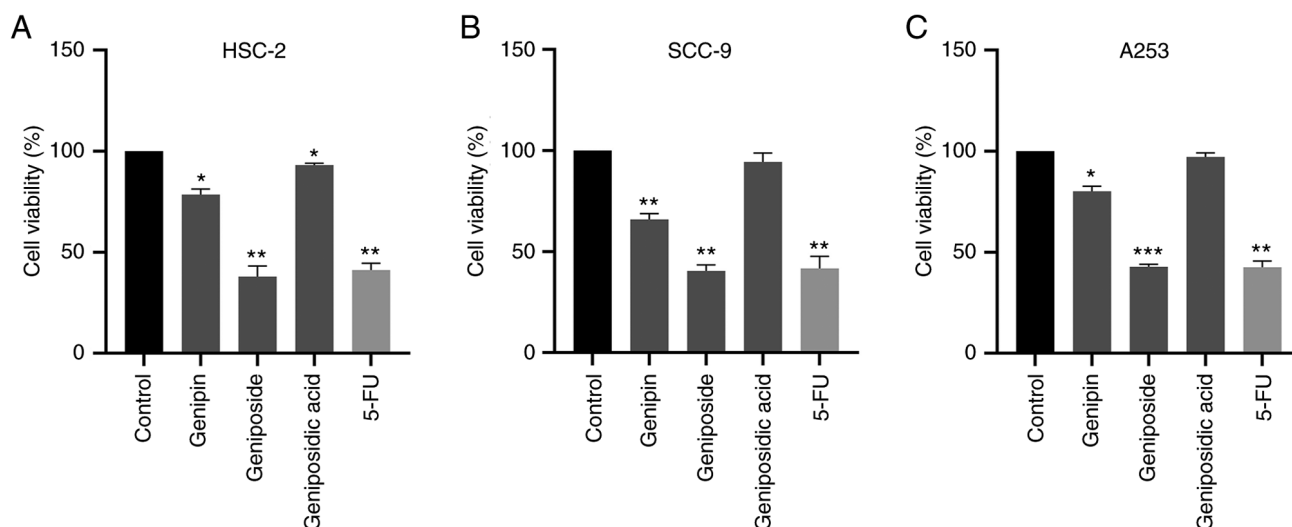 A
HSC-2
Cell viability (%)
150
100
50
0
*
**
*
**
Control
Genipin
Geniposide
Geniposidic acid
5-FU
B
SCC-9
Cell viability (%)
150
100
50
0
**
**
**
Control
Genipin
Geniposide
Geniposidic acid
5-FU
C
A253
Cell viability (%)
150
100
50
0
*
***
**
Control
Genipin
Geniposide
Geniposidic acid
5-FU